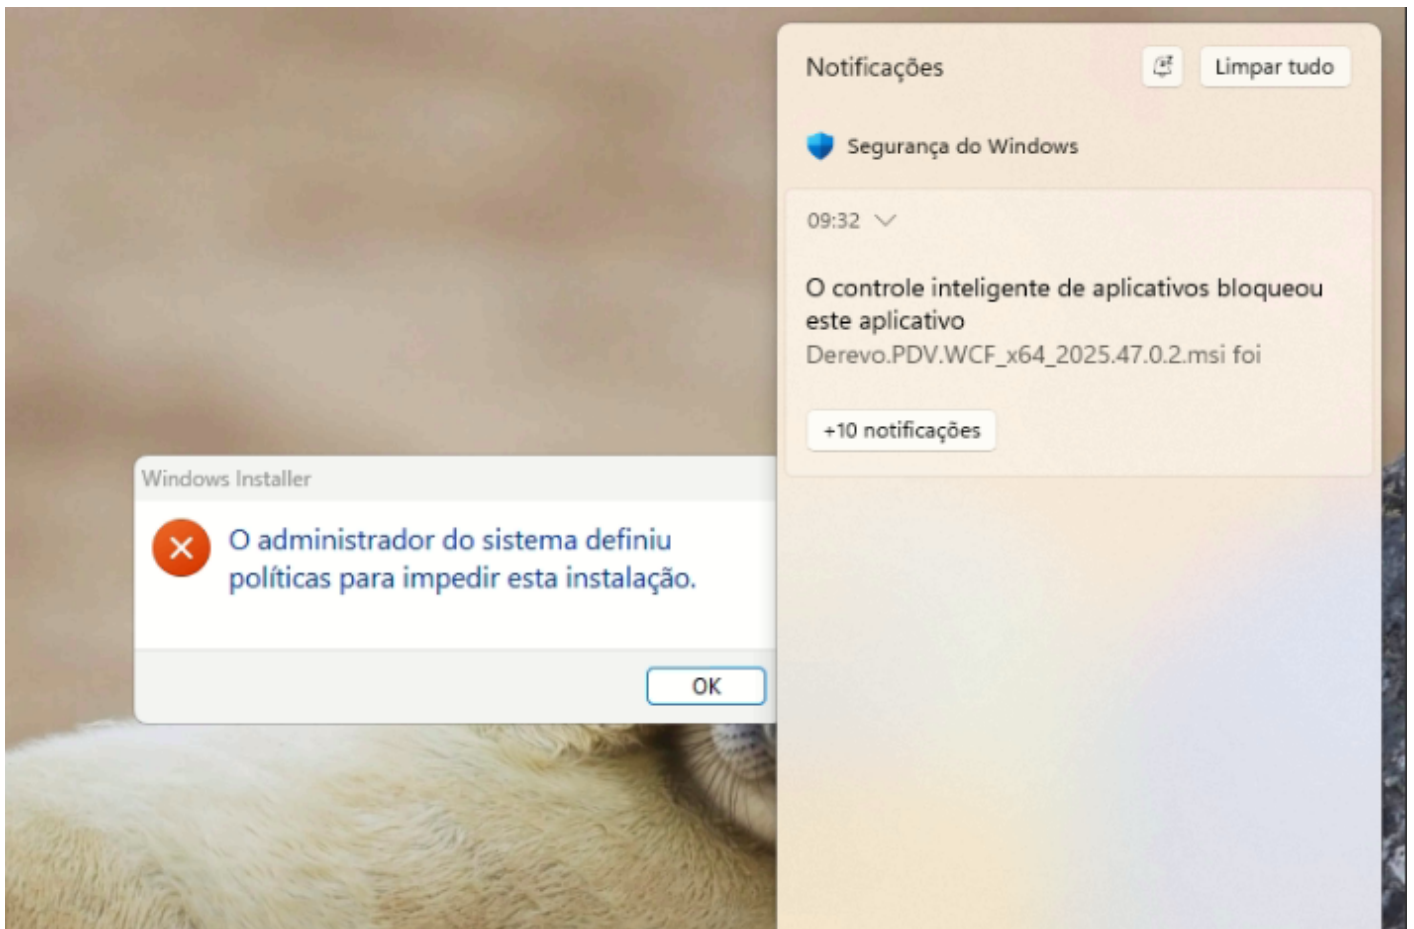 Notificações
Limpar tudo
Segurança do Windows
09:32
O controle inteligente de aplicativos bloqueou
este aplicativo
Derevo.PDV.WCF_x64_2025.47.0.2.msi foi
+10 notificações
Windows Installer
O administrador do sistema definiu
políticas para impedir esta instalação.
OK